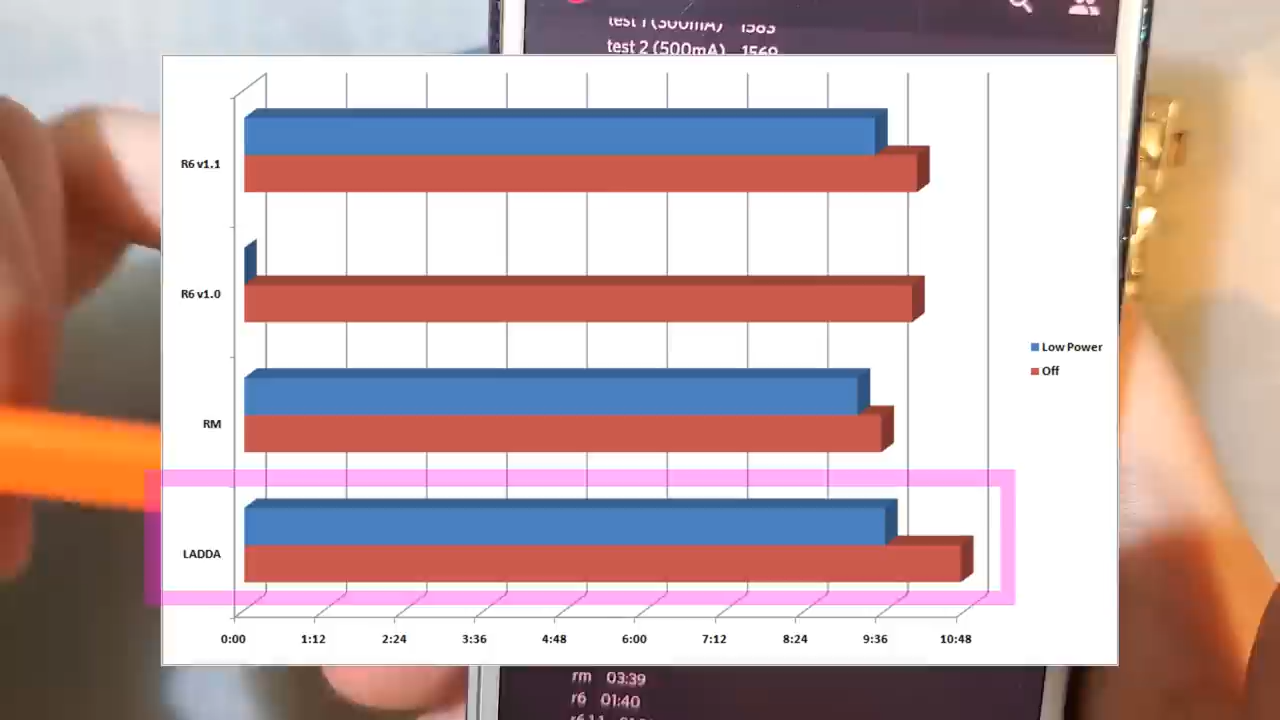 test 1 (500mA) 1583
test 2 (500mA) 1569
R6 v1.1
R6 v1.0
RM
LADDA
Low Power
Off
0:00 1:12 2:24 3:36 4:48 6:00 7:12 8:24 9:36 10:48
rm 03:39
r6 01:40